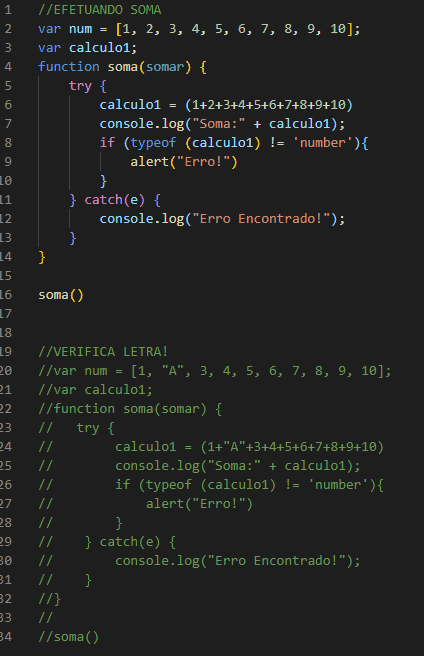 1 //EFETUANDO SOMA
2 var num = [1, 2, 3, 4, 5, 6, 7, 8, 9, 10];
3 var calculo1;
4 function soma(somar) {
5 try {
6 calculo1 = (1+2+3+4+5+6+7+8+9+10)
7 console.log("Soma:" + calculo1);
8 if (typeof (calculo1) != 'number'){
9 alert("Erro!")
10 }
11 } catch(e) {
12 console.log("Erro Encontrado!");
13 }
14 }
15
16 soma()
17
18
19 //VERIFICA LETRA!
20 //var num = [1, "A", 3, 4, 5, 6, 7, 8, 9, 10];
21 //var calculo1;
22 //function soma(somar) {
23 // try {
24 // calculo1 = (1+"A"+3+4+5+6+7+8+9+10)
25 // console.log("Soma:" + calculo1);
26 // if (typeof (calculo1) != 'number'){
27 // alert("Erro!")
28 // }
29 // } catch(e) {
30 // console.log("Erro Encontrado!");
31 // }
32 //}
33 //
34 //soma()